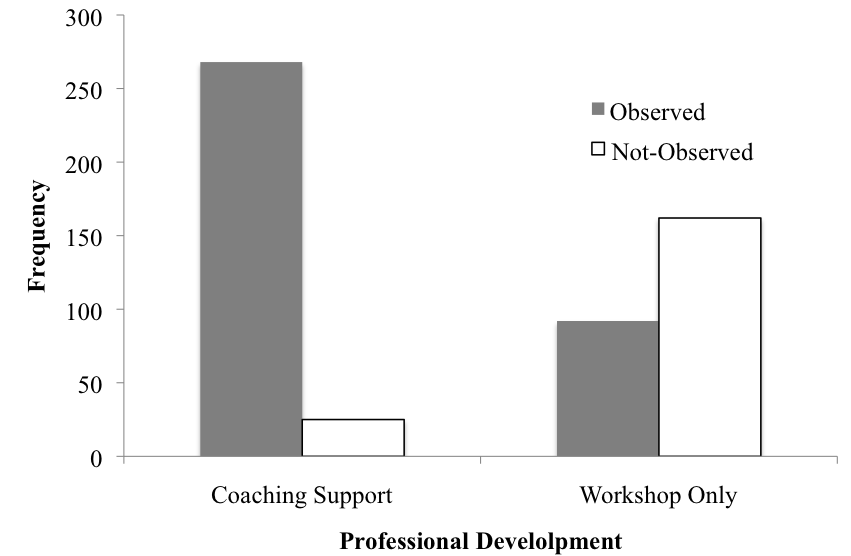 300
250
200
150
100
50
0
Frequency
Observed
Not-Observed
Coaching Support
Workshop Only
Professional Develolpment